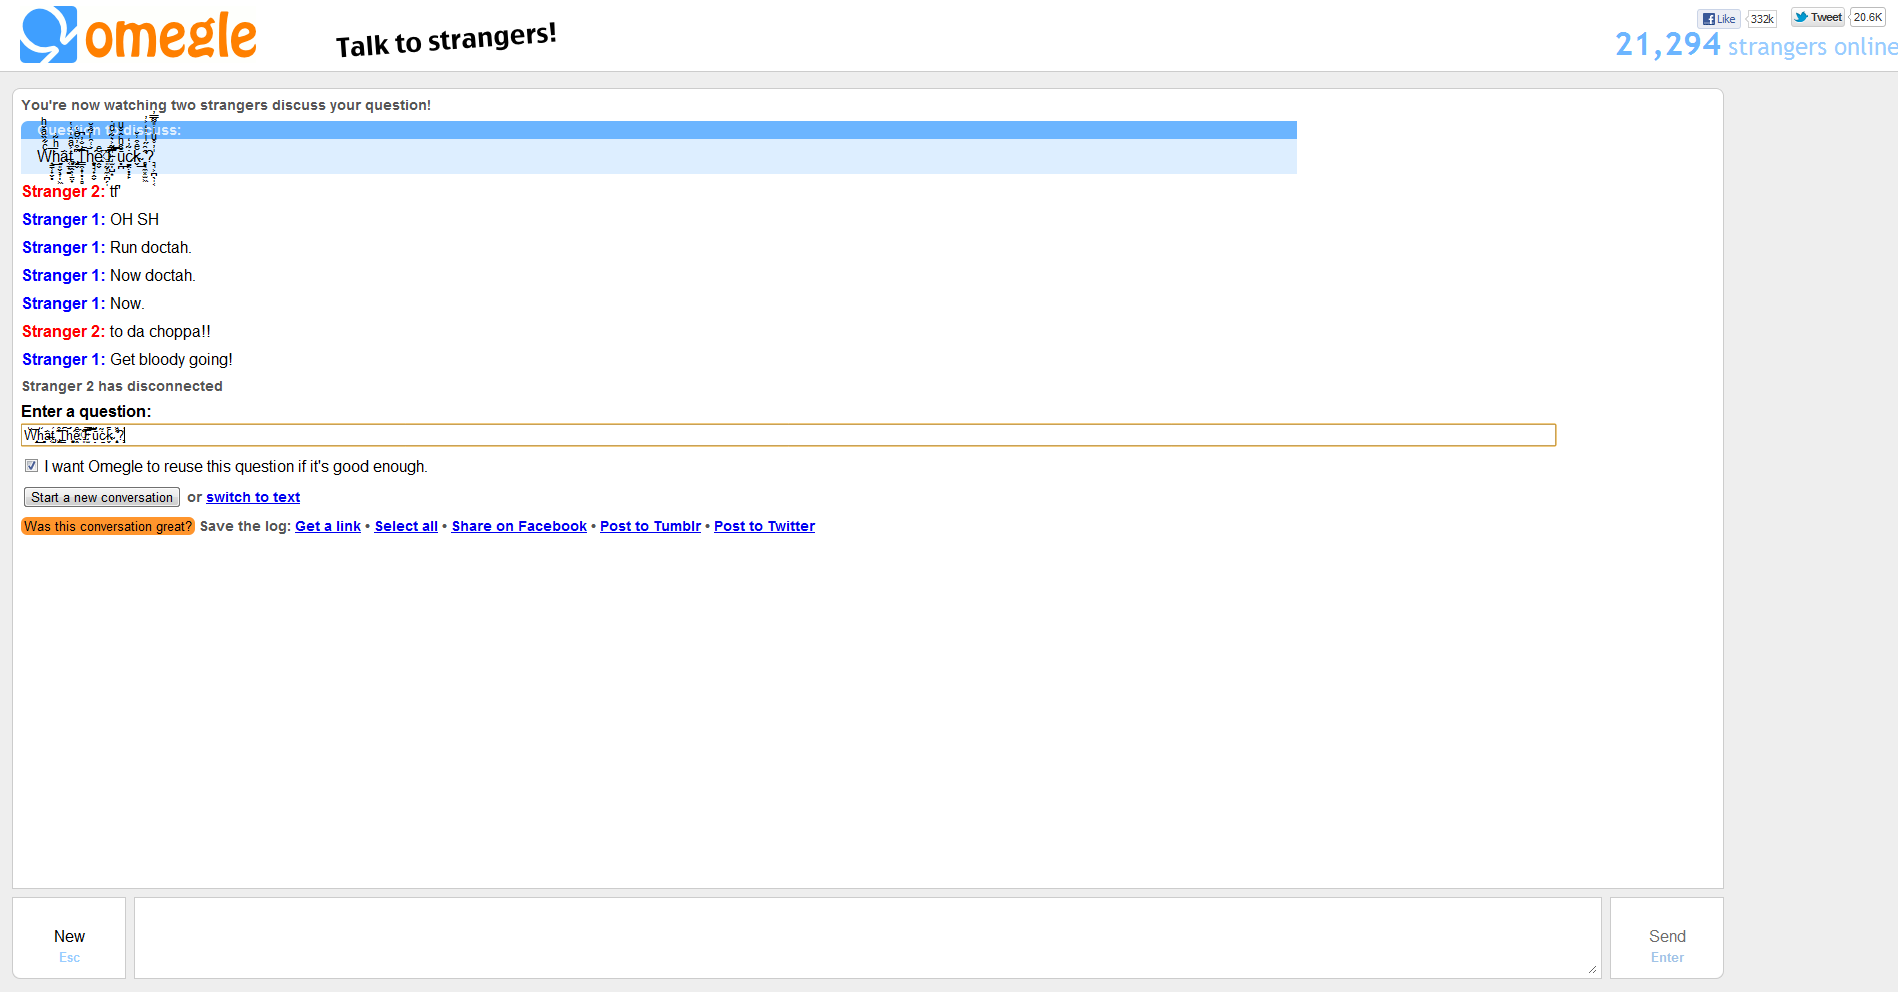 omegle
Talk to strangers!
Like 332k Tweet 20.6K
21,294 strangers online
You're now watching two strangers discuss your question!
Question to discuss:
What The Fuck ?
Stranger 2: tf'
Stranger 1: OH SH
Stranger 1: Run doctah.
Stranger 1: Now doctah.
Stranger 1: Now.
Stranger 2: to da choppa!!
Stranger 1: Get bloody going!
Stranger 2 has disconnected
Enter a question:
What The Fuck ?
I want Omegle to reuse this question if it's good enough.
Start a new conversation or switch to text
Was this conversation great? Save the log: Get a link • Select all • Share on Facebook • Post to Tumblr • Post to Twitter
New
Esc
Send
Enter